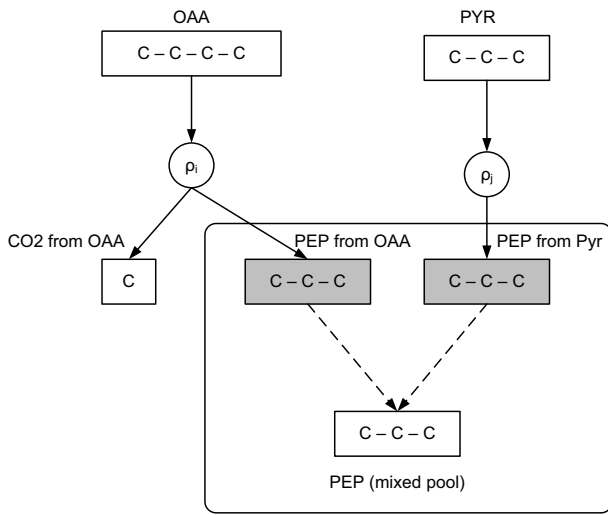 OAA
PYR
C – C – C – C
C – C – C
ρi
ρj
CO2 from OAA
PEP from OAA
PEP from Pyr
C
C – C – C
C – C – C
C – C – C
PEP (mixed pool)